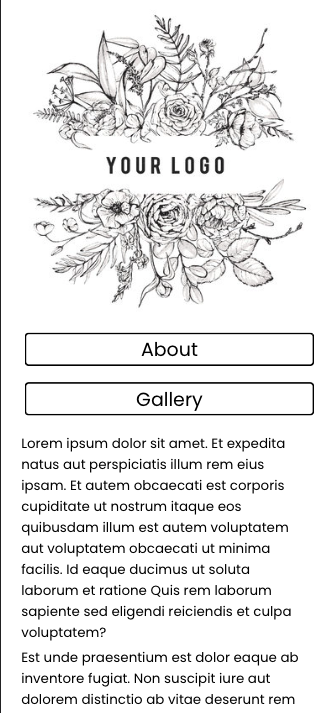 YOUR LOGO
About
Gallery
Lorem ipsum dolor sit amet. Et expedita
natus aut perspiciatis illum rem eius
ipsam. Et autem obcaecati est corporis
cupiditate ut nostrum itaque eos
quibusdam illum est autem voluptatem
aut voluptatem obcaecati ut minima
facilis. Id eaque ducimus ut soluta
laborum et ratione Quis rem laborum
sapiente sed eligendi reiciendis et culpa
voluptatem?
Est unde praesentium est dolor eaque ab
inventore fugiat. Non suscipit iure aut
dolorem distinctio ab vitae deserunt rem